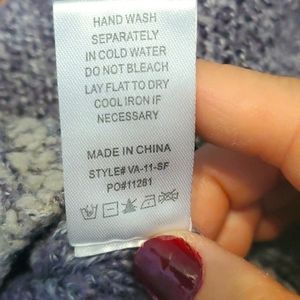 HAND WASH
SEPARATELY
IN COLD WATER
DO NOT BLEACH
LAY FLAT TO DRY
COOL IRON IF
NECESSARY
MADE IN CHINA
STYLE# VA-11-SF
PO#11281